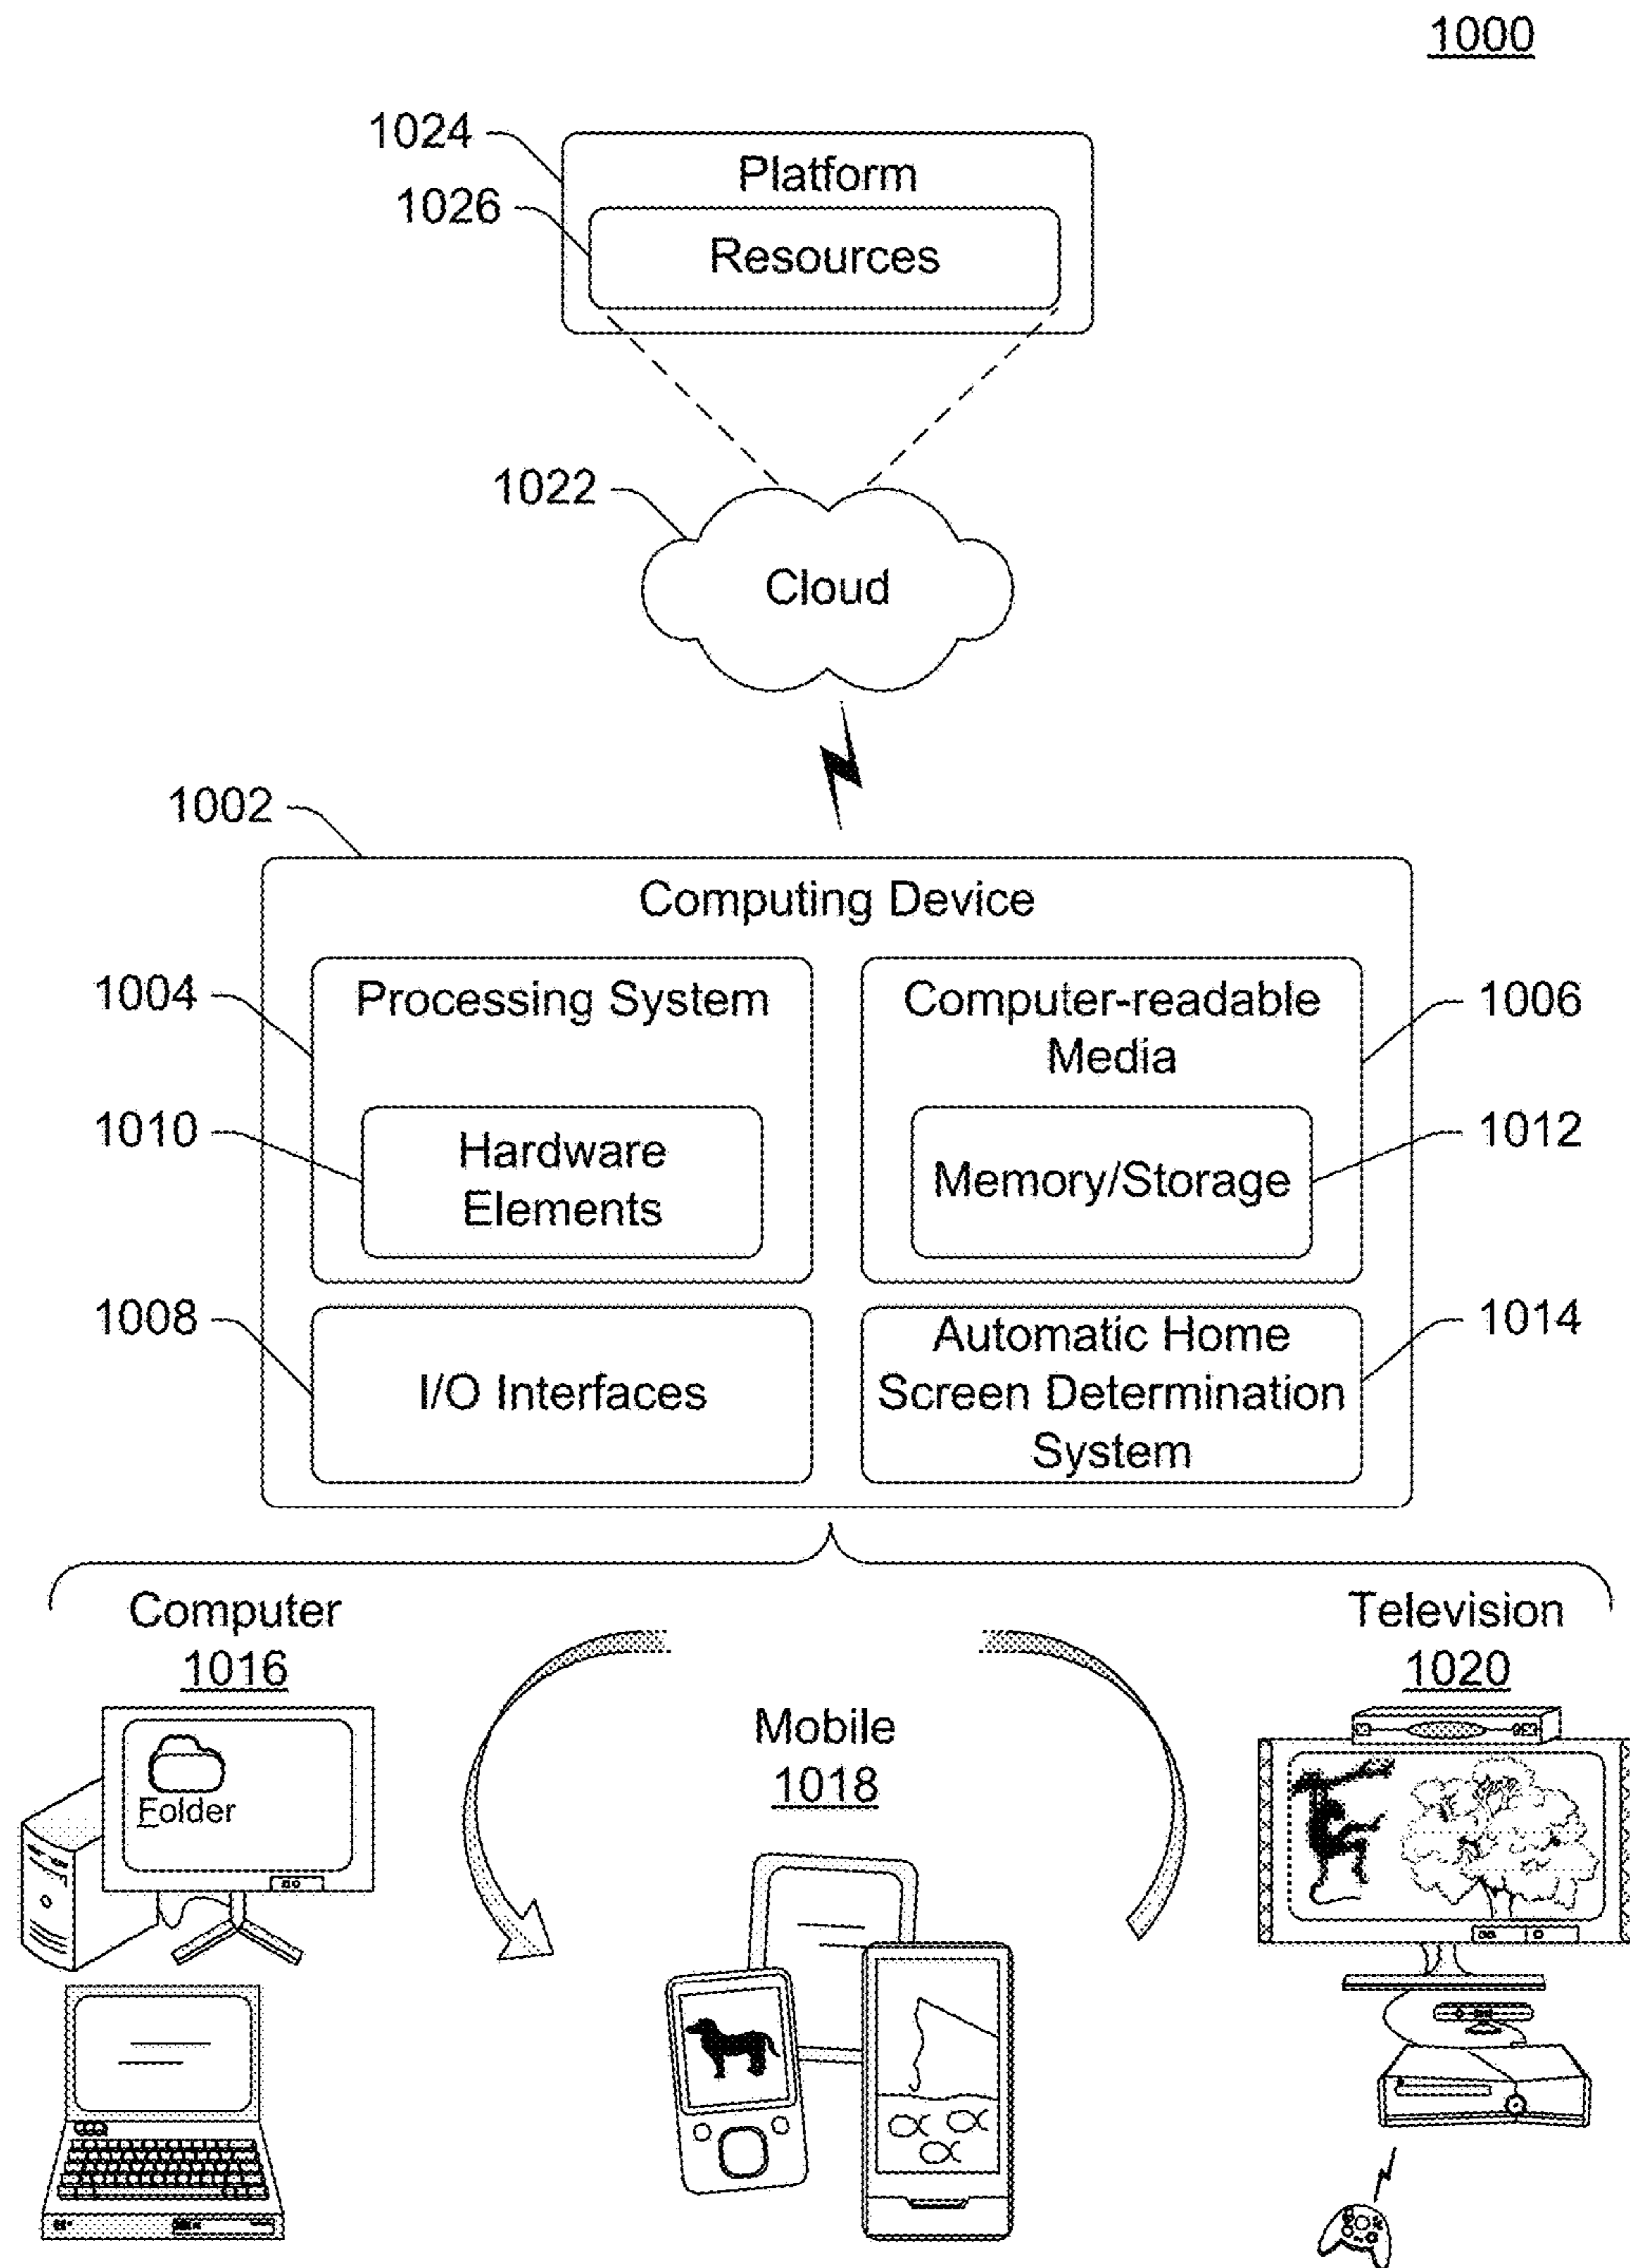 1000
1024
Platform
1026
Resources
1022
Cloud
1002
Computing Device
1004
Processing System
Computer-readable
Media
1006
1010
Hardware
Elements
Memory/Storage
1012
1008
I/O Interfaces
Automatic Home
Screen Determination
System
1014
Computer
1016
Folder
Mobile
1018
Television
1020